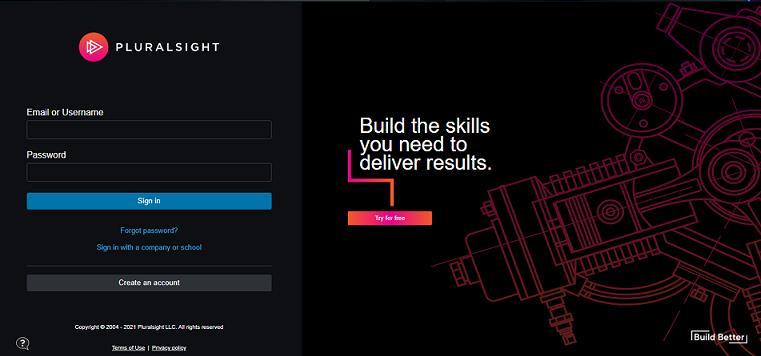 PLURALSIGHT
Email or Username
Password
Sign in
Forgot password?
Sign in with a company or school
Create an account
Copyright © 2004 - 2021 Pluralsight LLC. All rights reserved
Terms of Use | Privacy policy
?
Build the skills
you need to
deliver results.
Try for free
Build Better